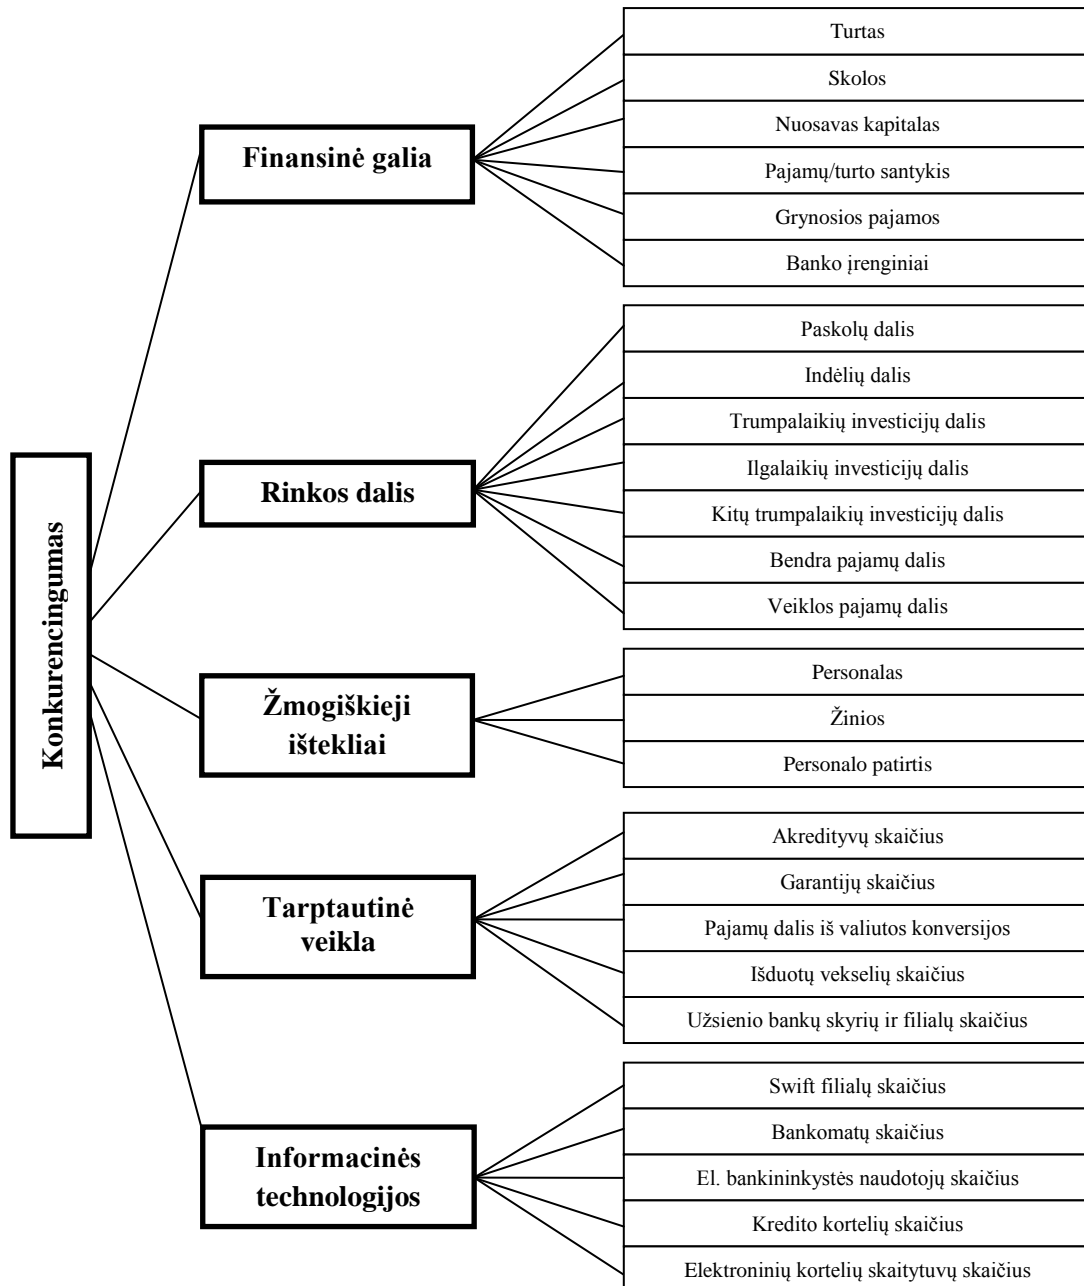 Konkurencingumas
Finansinė galia
Turtas
Skolos
Nuosavas kapitalas
Pajamų/turto santykis
Grynosios pajamos
Banko įrenginiai
Rinkos dalis
Paskolų dalis
Indėlių dalis
Trumpalaikių investicijų dalis
Ilgalaikių investicijų dalis
Kitų trumpalaikių investicijų dalis
Bendra pajamų dalis
Veiklos pajamų dalis
Žmogiškieji
ištekliai
Personalas
Žinios
Personalo patirtis
Tarptautinė
veikla
Akredityvų skaičius
Garantijų skaičius
Pajamų dalis iš valiutos konversijos
Išduotų vekselių skaičius
Užsienio bankų skyrių ir filialų skaičius
Informacinės
technologijos
Swift filialų skaičius
Bankomatų skaičius
El. bankininkystės naudotojų skaičius
Kredito kortelių skaičius
Elektroninių kortelių skaitytuvų skaičius